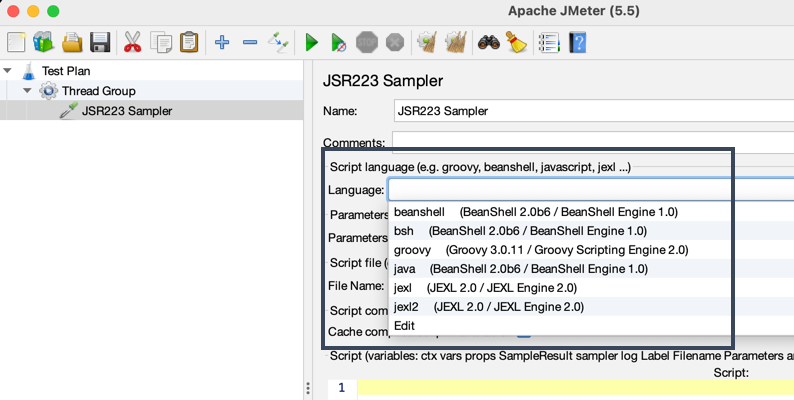 Apache JMeter (5.5)
Test Plan
Thread Group
JSR223 Sampler
JSR223 Sampler
Name: JSR223 Sampler
Comments:
Script language (e.g. groovy, beanshell, javascript, jexl ...)
Language:
beanshell (BeanShell 2.0b6 / BeanShell Engine 1.0)
Parameters
bsh (BeanShell 2.0b6 / BeanShell Engine 1.0)
Parameters
groovy (Groovy 3.0.11 / Groovy Scripting Engine 2.0)
Script file (
java (BeanShell 2.0b6 / BeanShell Engine 1.0)
File Name:
jexl (JEXL 2.0 / JEXL Engine 2.0)
Script com
jexl2 (JEXL 2.0 / JEXL Engine 2.0)
Cache comp
Edit
Script (variables: ctx vars props SampleResult sampler log Label Filename Parameters
Script:
1